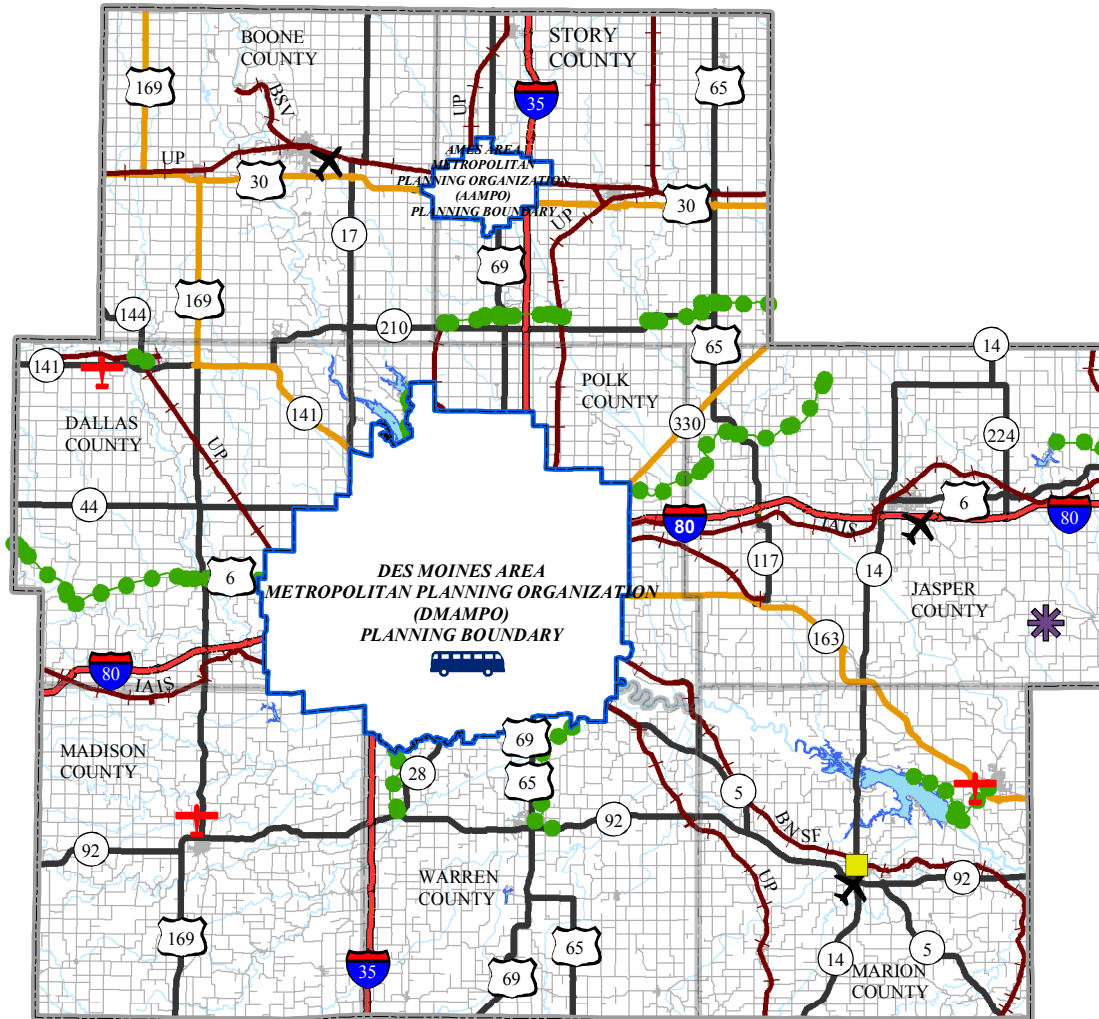 BOONE
COUNTY
STORY
COUNTY
169
65
35
BSV
UP
UP
AMES AREA
METROPOLITAN
PLANNING ORGANIZATION
(AAMPO)
PLANNING BOUNDARY
30
30
UP
17
69
169
144
210
65
14
141
DALLAS
COUNTY
141
POLK
COUNTY
330
224
UP
44
6
80
80
IAIS
117
14
6
DES MOINES AREA
METROPOLITAN PLANNING ORGANIZATION
(DMAMPO)
PLANNING BOUNDARY
JASPER
COUNTY
163
80
IAIS
MADISON
COUNTY
69
28
65
5
BNSF
92
92
WARREN
COUNTY
UP
92
169
65
69
35
14
5
MARION
COUNTY